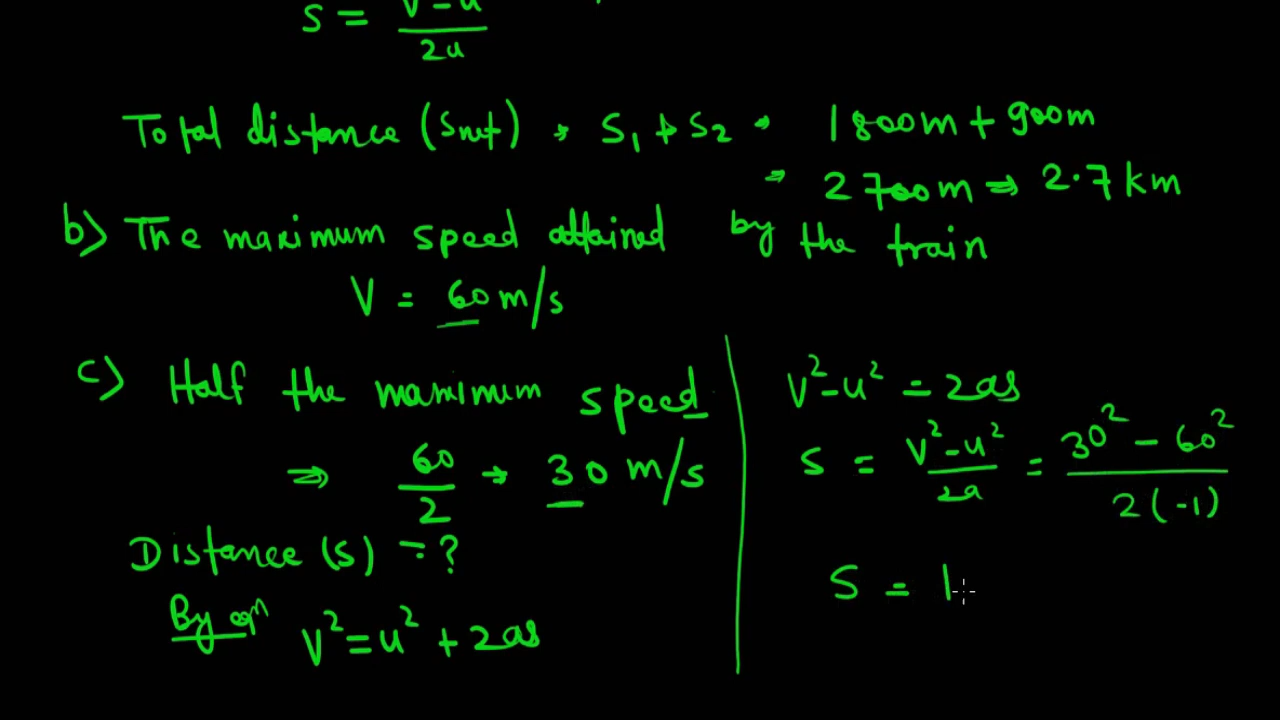 S = V - u / 2a
Total distance (Snet) → S₁ + S₂ → 1800m + 900m
⇒ 2700m ⇒ 2.7 km
b) The maximum speed attained by the train
V = 60 m/s
c) Half the maximum speed
⇒ 60/2 → 30 m/s
Distance (S) = ?
By eqn V² = u² + 2as
V² - u² = 2as
S = V² - u² / 2a = 30² - 60² / 2(-1)
S = 1